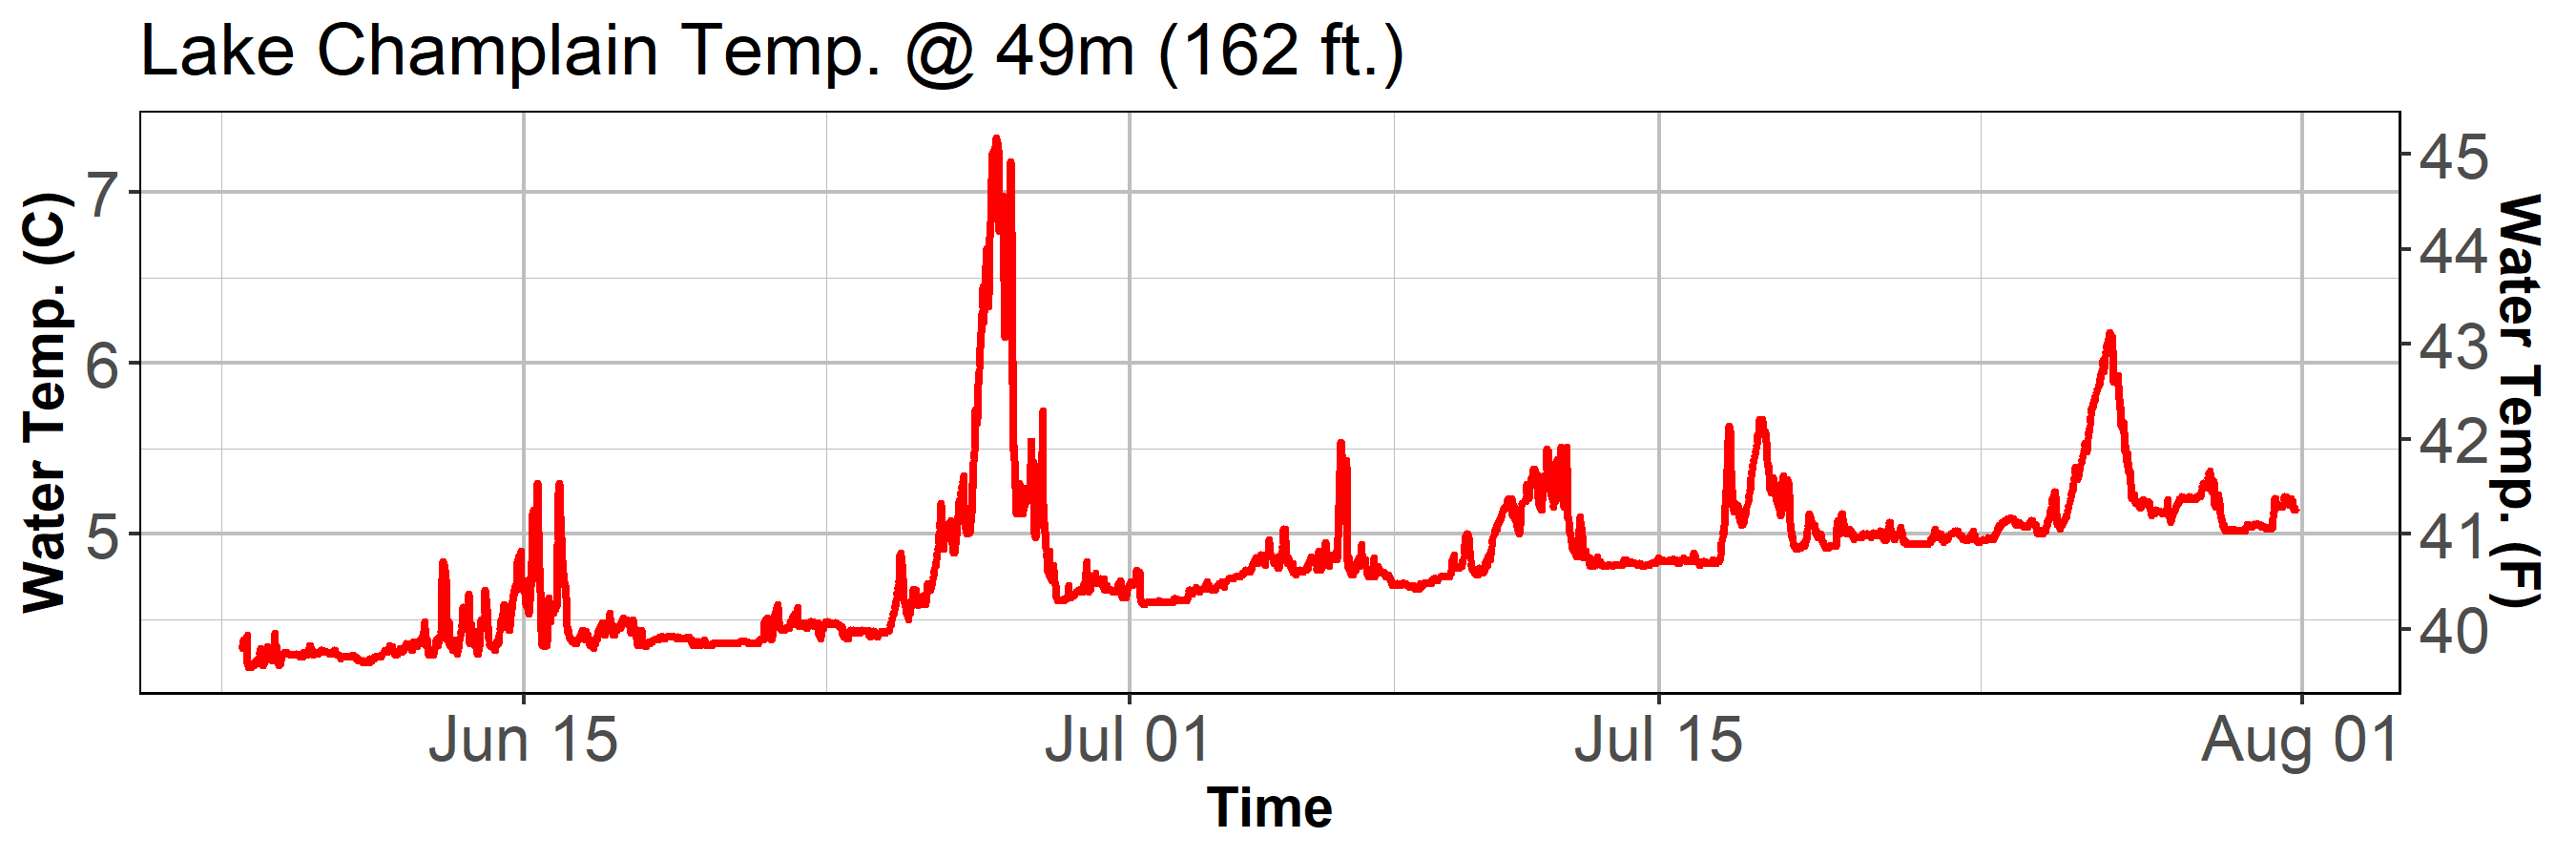 Lake Champlain Temp. @ 49m (162 ft.)
Water Temp. (C)
7
6
5
45
44
43
42
41
40
Water Temp. (F)
Jun 15
Jul 01
Jul 15
Aug 01
Time